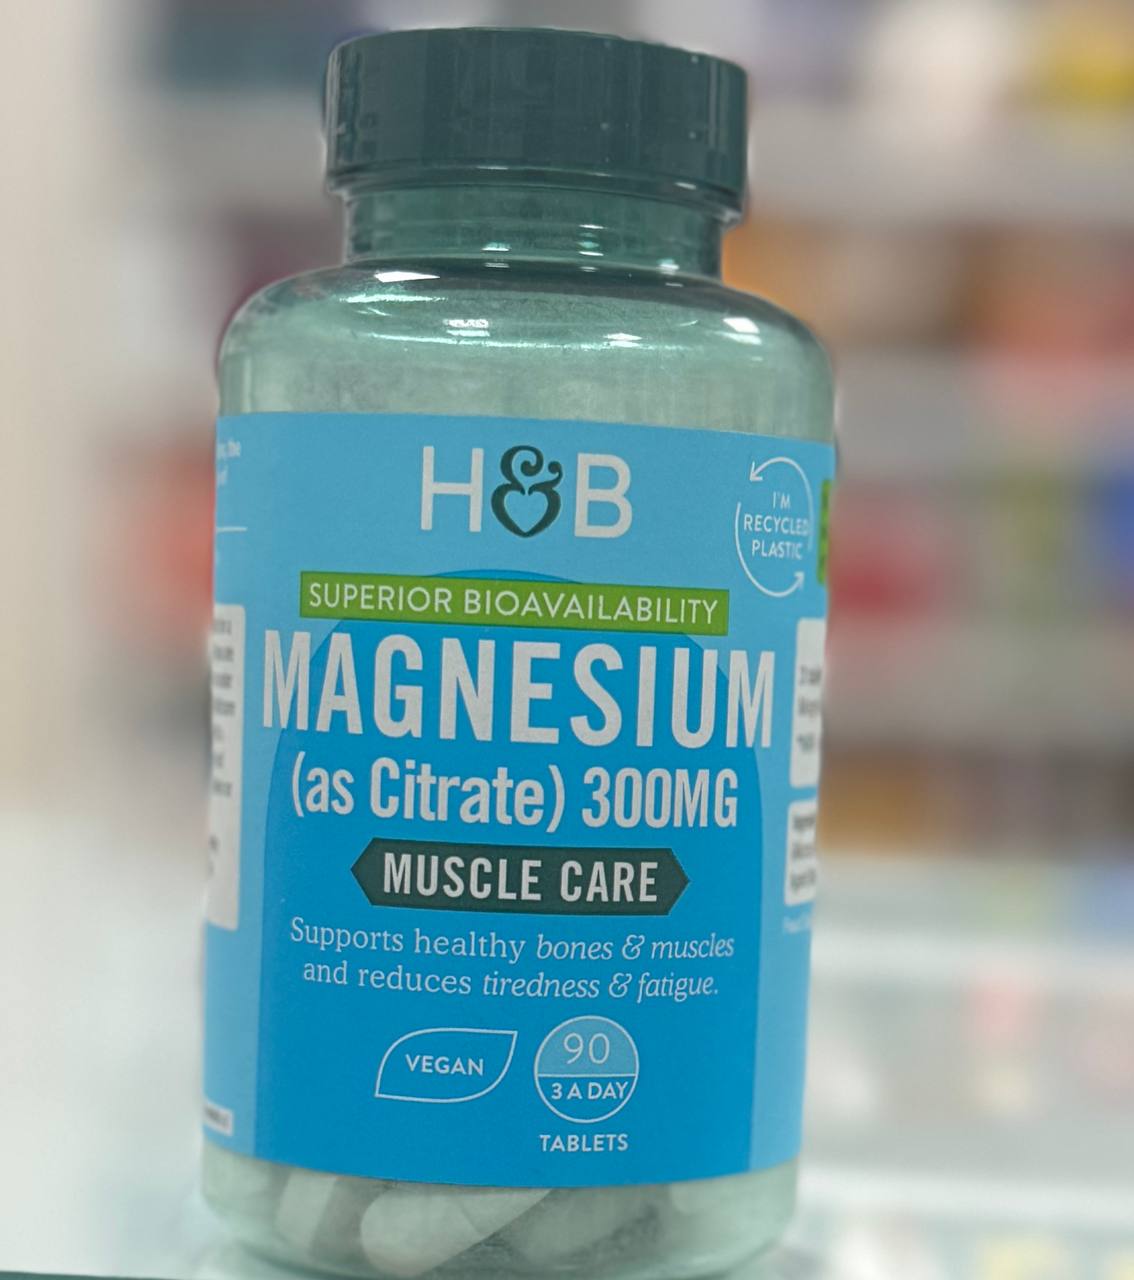 H&B
I'M
RECYCLED
PLASTIC
SUPERIOR BIOAVAILABILITY
MAGNESIUM
(as Citrate) 300MG
MUSCLE CARE
Supports healthy bones & muscles
and reduces tiredness & fatigue.
VEGAN
90
3 A DAY
TABLETS